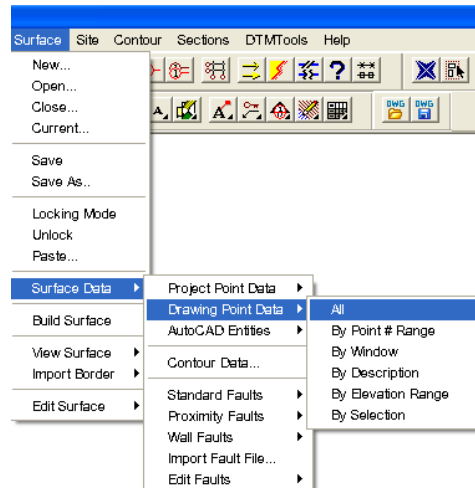 Surface Site Contour Sections DTMTools Help
New...
Open...
Close...
Current...
Save
Save As..
Locking Mode
Unlock
Paste...
Surface Data
Build Surface
View Surface
Import Border
Edit Surface
Project Point Data
Drawing Point Data
AutoCAD Entities
Contour Data...
Standard Faults
Proximity Faults
Wall Faults
Import Fault File...
Edit Faults
All
By Point # Range
By Window
By Description
By Elevation Range
By Selection
A A
DWG DWG